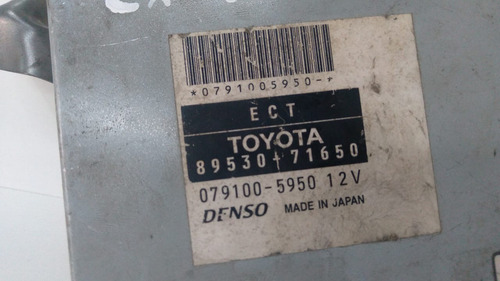 *0791005950-*
ECT
TOYOTA
89530-71650
079100-5950 12V
DENSO MADE IN JAPAN